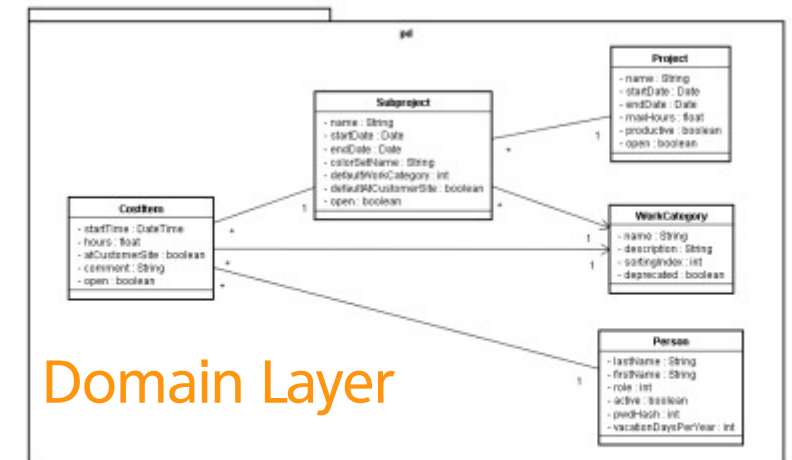 pd
Project
- name : String
- startDate : Date
- endDate : Date
- maxHours : float
- productive : boolean
- open : boolean
Subproject
- name : String
- startDate : Date
- endDate : Date
- colorSetName : String
- defaultWorkCategory : int
- defaultAtCustomerSite : boolean
- open : boolean
1
*
CostItem
- startTime : DateTime
- hours : float
- atCustomerSite : boolean
- comment : String
- open : boolean
1
*
*
1
WorkCategory
- name : String
- description : String
- sortingIndex : int
- deprecated : boolean
1
*
*
Person
- lastName : String
- firstName : String
- role : int
- active : boolean
- pwdHash : int
- vacationDaysPerYear : int
1
Domain Layer